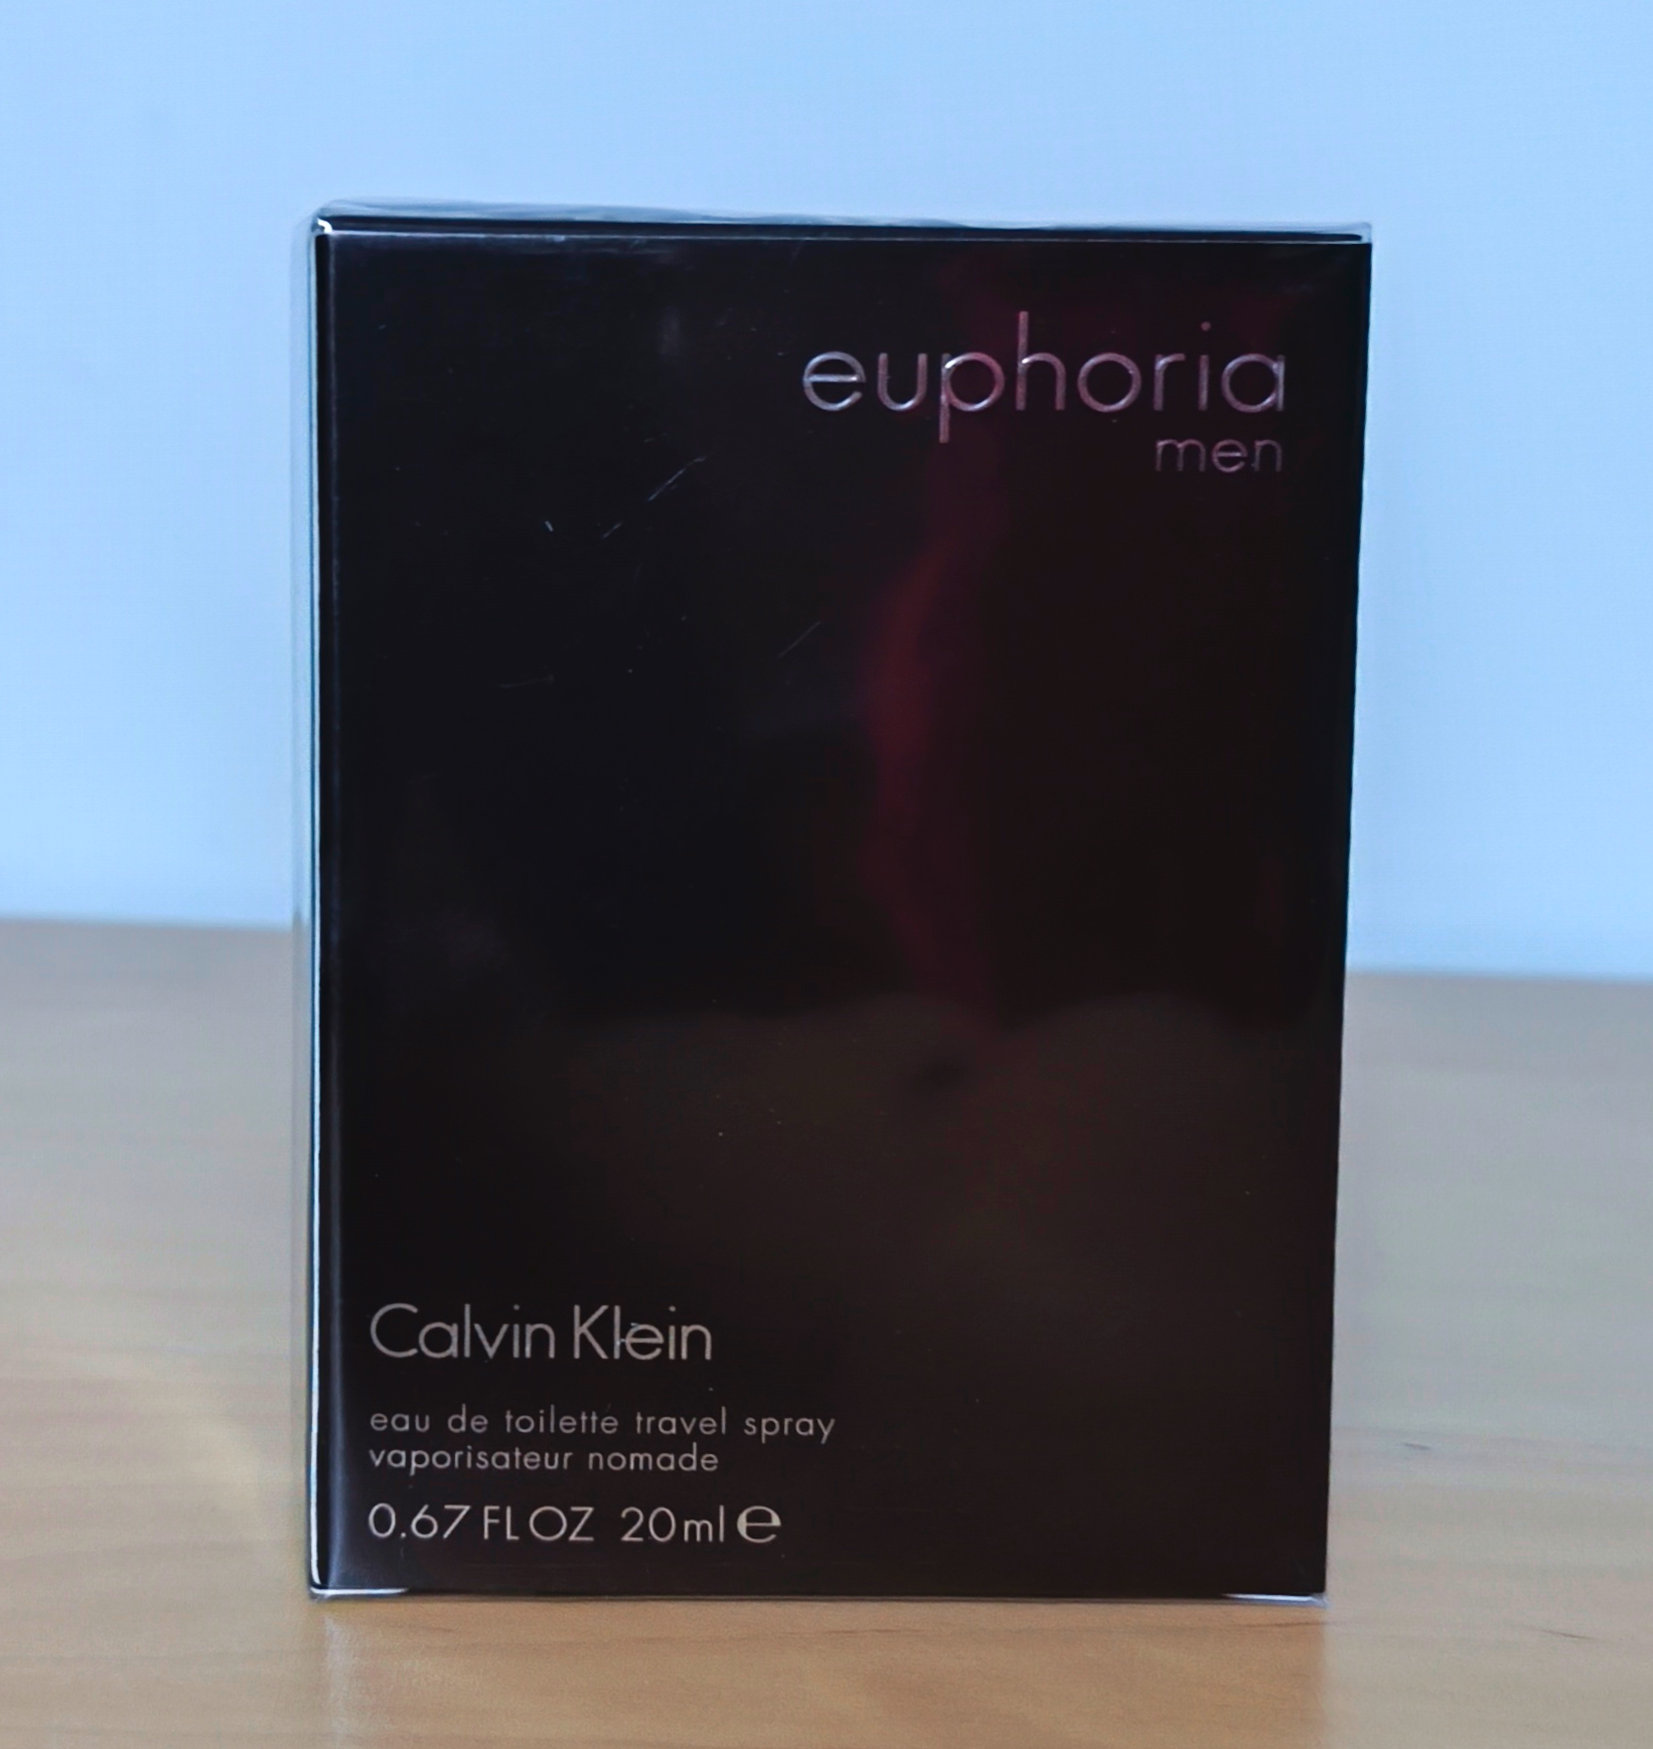 euphoria
men
Calvin Klein
eau de toilette travel spray
vaporisateur nomade
0.67 FL OZ 20ml ℮